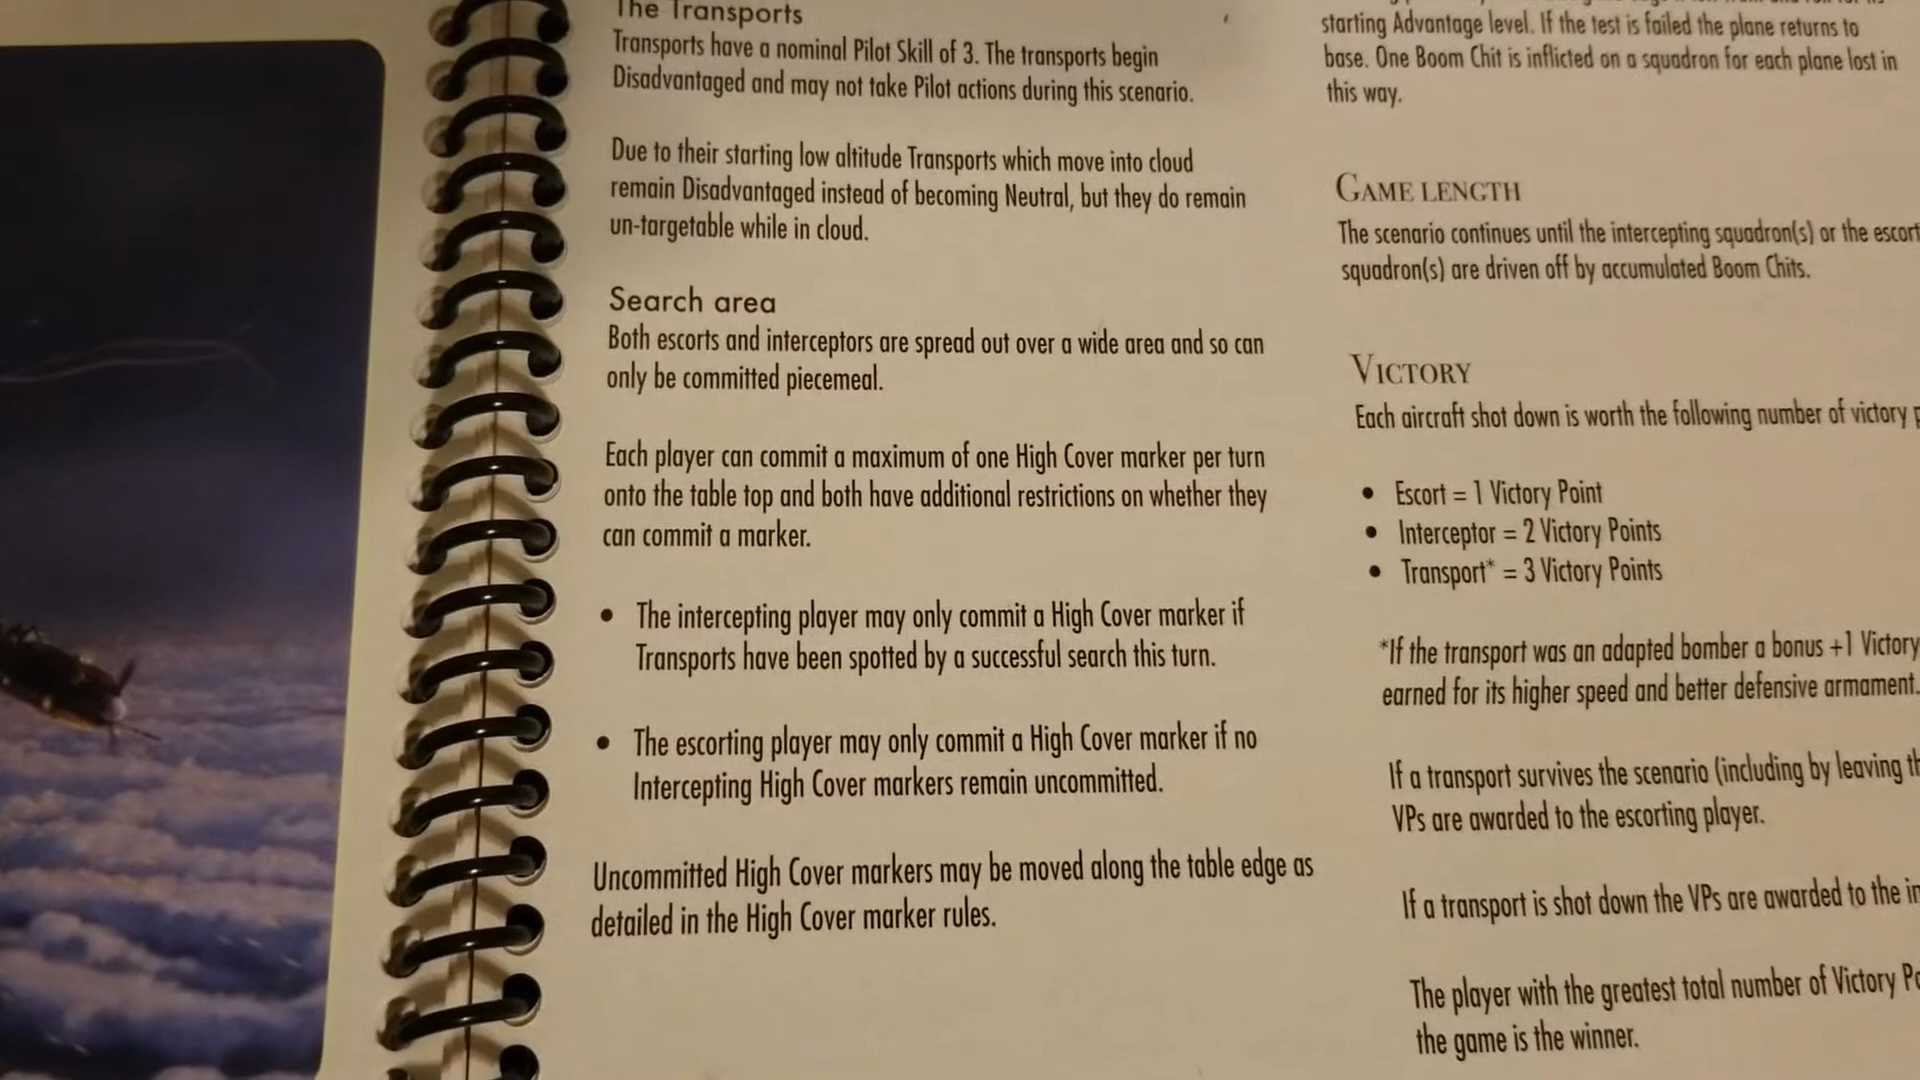 The Transports
Transports have a nominal Pilot Skill of 3. The transports begin
Disadvantaged and may not take Pilot actions during this scenario.
Due to their starting low altitude Transports which move into cloud
remain Disadvantaged instead of becoming Neutral, but they do remain
un-targetable while in cloud.
Search area
Both escorts and interceptors are spread out over a wide area and so can
only be committed piecemeal.
Each player can commit a maximum of one High Cover marker per turn
onto the table top and both have additional restrictions on whether they
can commit a marker.
• The intercepting player may only commit a High Cover marker if
Transports have been spotted by a successful search this turn.
• The escorting player may only commit a High Cover marker if no
Intercepting High Cover markers remain uncommitted.
Uncommitted High Cover markers may be moved along the table edge as
detailed in the High Cover marker rules.
starting Advantage level. If the test is failed the plane returns to
base. One Boom Chit is inflicted on a squadron for each plane lost in
this way.
GAME LENGTH
The scenario continues until the intercepting squadron(s) or the escort
squadron(s) are driven off by accumulated Boom Chits.
VICTORY
Each aircraft shot down is worth the following number of victory
• Escort = 1 Victory Point
• Interceptor = 2 Victory Points
• Transport* = 3 Victory Points
*If the transport was an adapted bomber a bonus +1 Victory
earned for its higher speed and better defensive armament.
If a transport survives the scenario (including by leaving
VPs are awarded to the escorting player.
If a transport is shot down the VPs are awarded to the
The player with the greatest total number of Victory
the game is the winner.